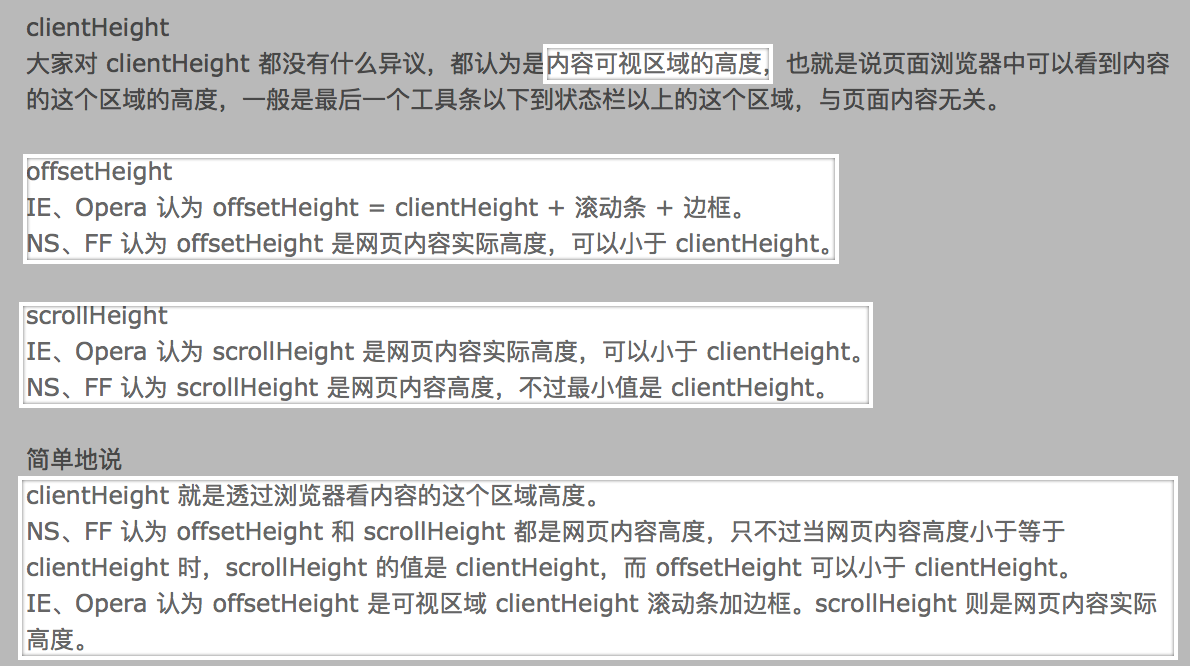 clientHeight
大家对 clientHeight 都没有什么异议，都认为是内容可视区域的高度，也就是说页面浏览器中可以看到内容
的这个区域的高度，一般是最后一个工具条以下到状态栏以上的这个区域，与页面内容无关。
offsetHeight
IE、Opera 认为 offsetHeight = clientHeight + 滚动条 + 边框。
NS、FF 认为 offsetHeight 是网页内容实际高度，可以小于 clientHeight。
scrollHeight
IE、Opera 认为 scrollHeight 是网页内容实际高度，可以小于 clientHeight。
NS、FF 认为 scrollHeight 是网页内容高度，不过最小值是 clientHeight。
简单地说
clientHeight 就是透过浏览器看内容的这个区域高度。
NS、FF 认为 offsetHeight 和 scrollHeight 都是网页内容高度，只不过当网页内容高度小于等于
clientHeight 时，scrollHeight 的值是 clientHeight，而 offsetHeight 可以小于 clientHeight。
IE、Opera 认为 offsetHeight 是可视区域 clientHeight 滚动条加边框。scrollHeight 则是网页内容实际
高度。